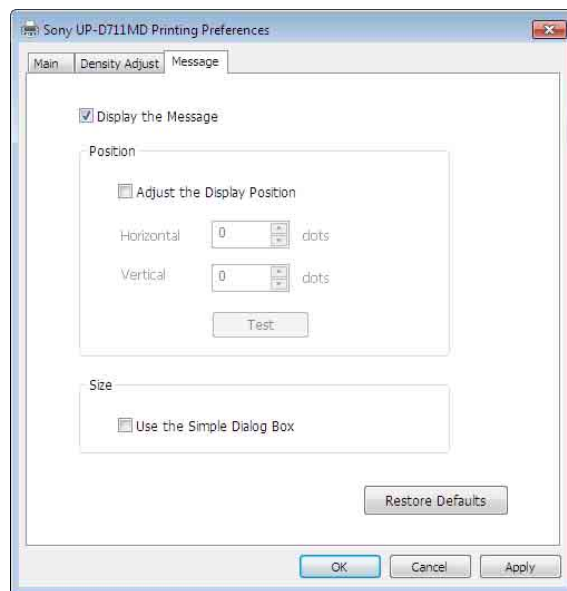 Sony UP-D711MD Printing Preferences
Main Density Adjust Message
Display the Message
Position
Adjust the Display Position
Horizontal 0 dots
Vertical 0 dots
Test
Size
Use the Simple Dialog Box
Restore Defaults
OK Cancel Apply